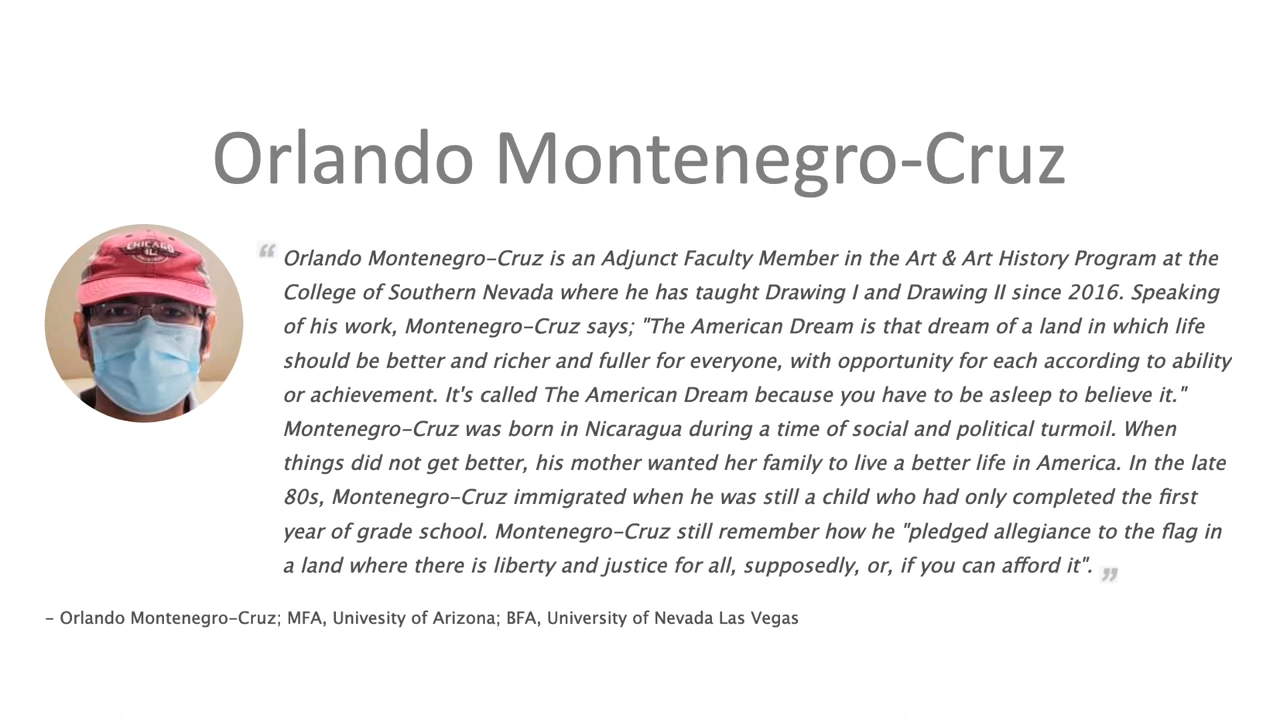 Orlando Montenegro-Cruz
CHICAGO
“ Orlando Montenegro-Cruz is an Adjunct Faculty Member in the Art & Art History Program at the
College of Southern Nevada where he has taught Drawing I and Drawing II since 2016. Speaking
of his work, Montenegro-Cruz says; "The American Dream is that dream of a land in which life
should be better and richer and fuller for everyone, with opportunity for each according to ability
or achievement. It's called The American Dream because you have to be asleep to believe it."
Montenegro-Cruz was born in Nicaragua during a time of social and political turmoil. When
things did not get better, his mother wanted her family to live a better life in America. In the late
80s, Montenegro-Cruz immigrated when he was still a child who had only completed the first
year of grade school. Montenegro-Cruz still remember how he "pledged allegiance to the flag in
a land where there is liberty and justice for all, supposedly, or, if you can afford it". ”
– Orlando Montenegro-Cruz; MFA, Univesity of Arizona; BFA, University of Nevada Las Vegas